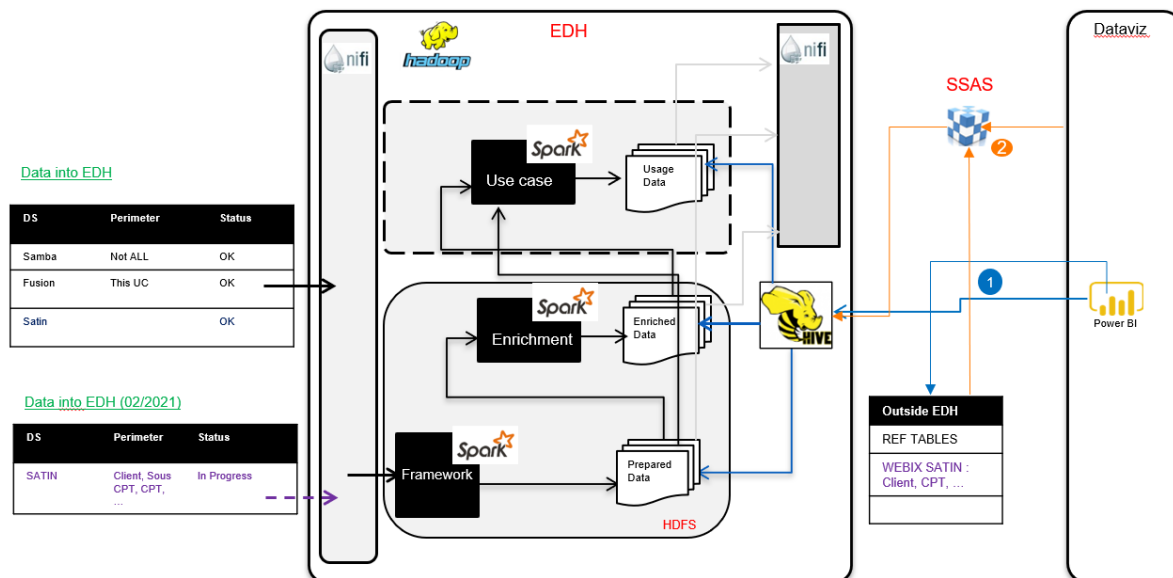 EDH
Dataviz
nifi
hadoop
nifi
SSAS
2
Spark
Use case
Usage
Data
Data into EDH
DS Perimeter Status
Samba Not ALL OK
Fusion This UC OK
Satin OK
1
Power BI
Spark
Enrichment
Enriched
Data
HIVE
Data into EDH (02/2021)
DS Perimeter Status
SATIN Client, Sous In Progress
CPT, CPT,
...
Spark
Framework
Prepared
Data
HDFS
Outside EDH
REF TABLES
WEBIX SATIN :
Client, CPT, ...